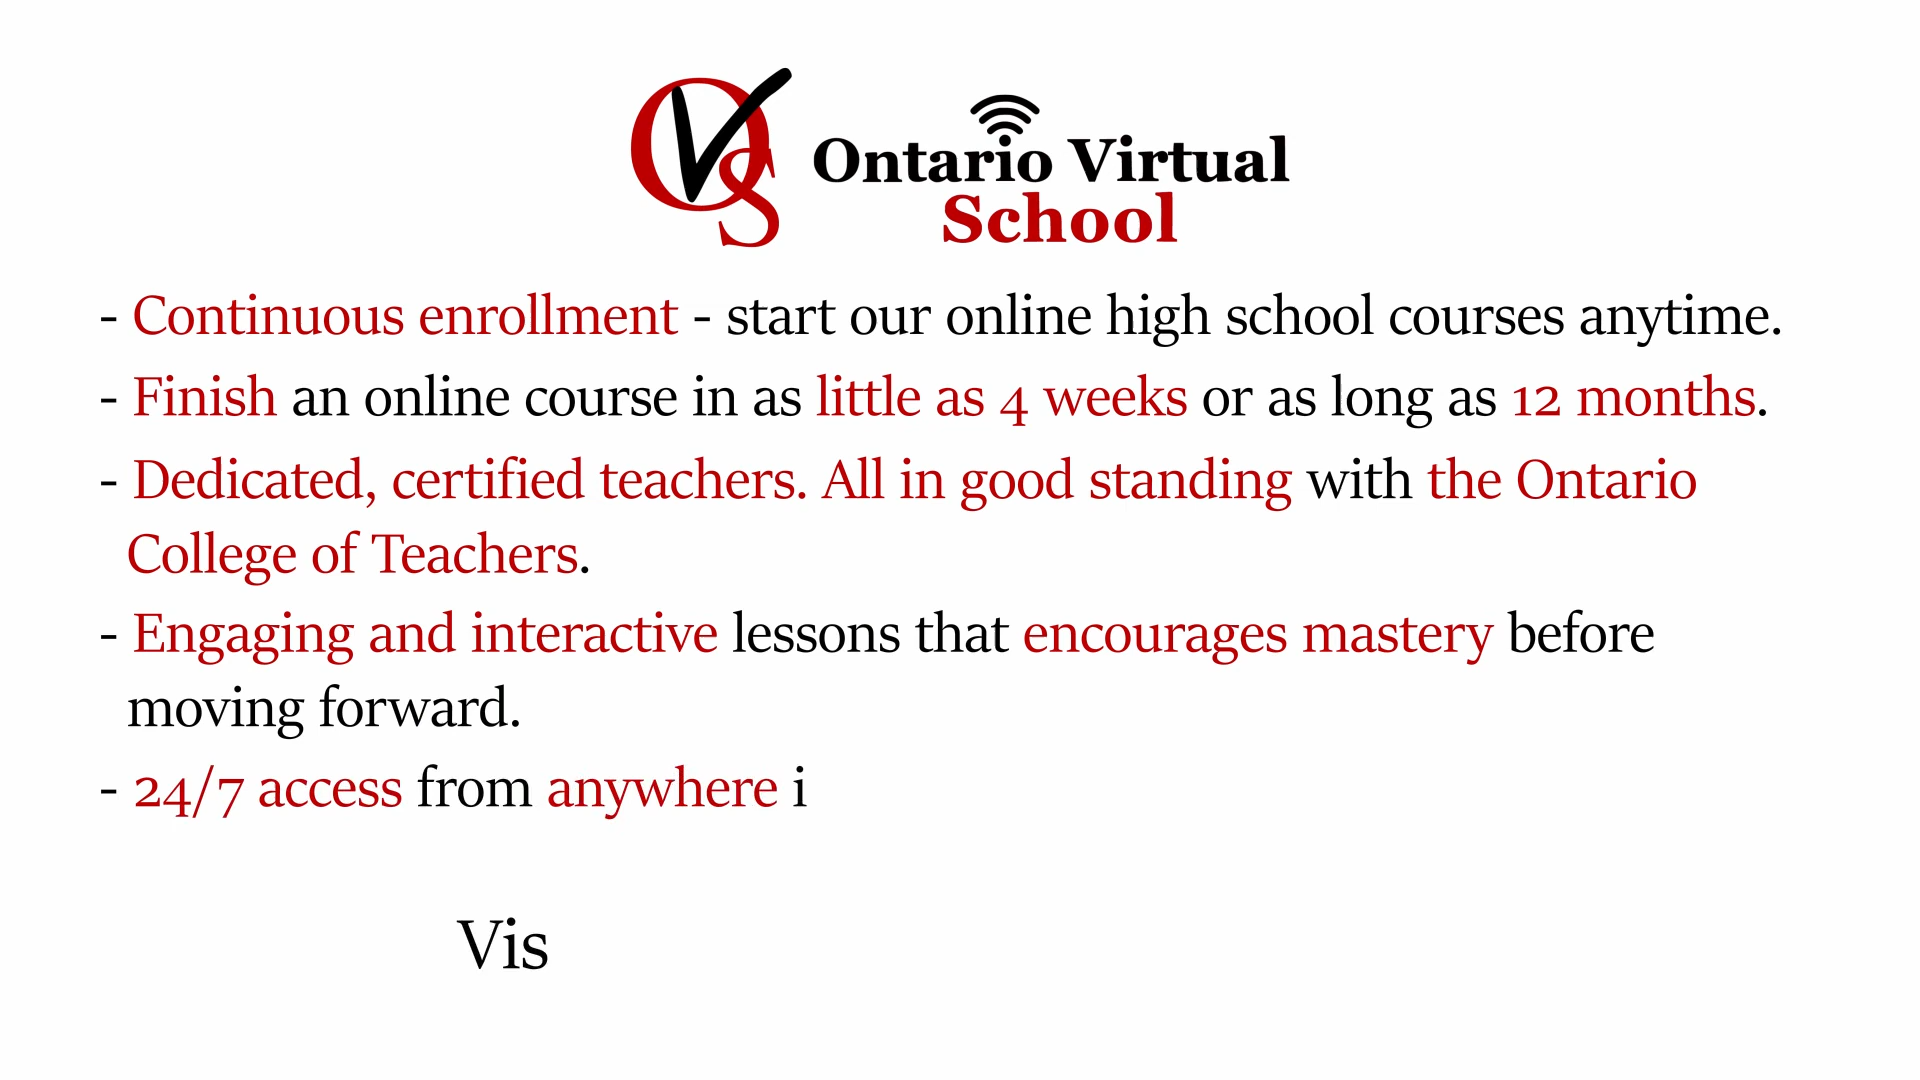 OVS
Ontario Virtual
School
- Continuous enrollment - start our online high school courses anytime.
- Finish an online course in as little as 4 weeks or as long as 12 months.
- Dedicated, certified teachers. All in good standing with the Ontario
College of Teachers.
- Engaging and interactive lessons that encourages mastery before
moving forward.
- 24/7 access from anywhere i
Vis